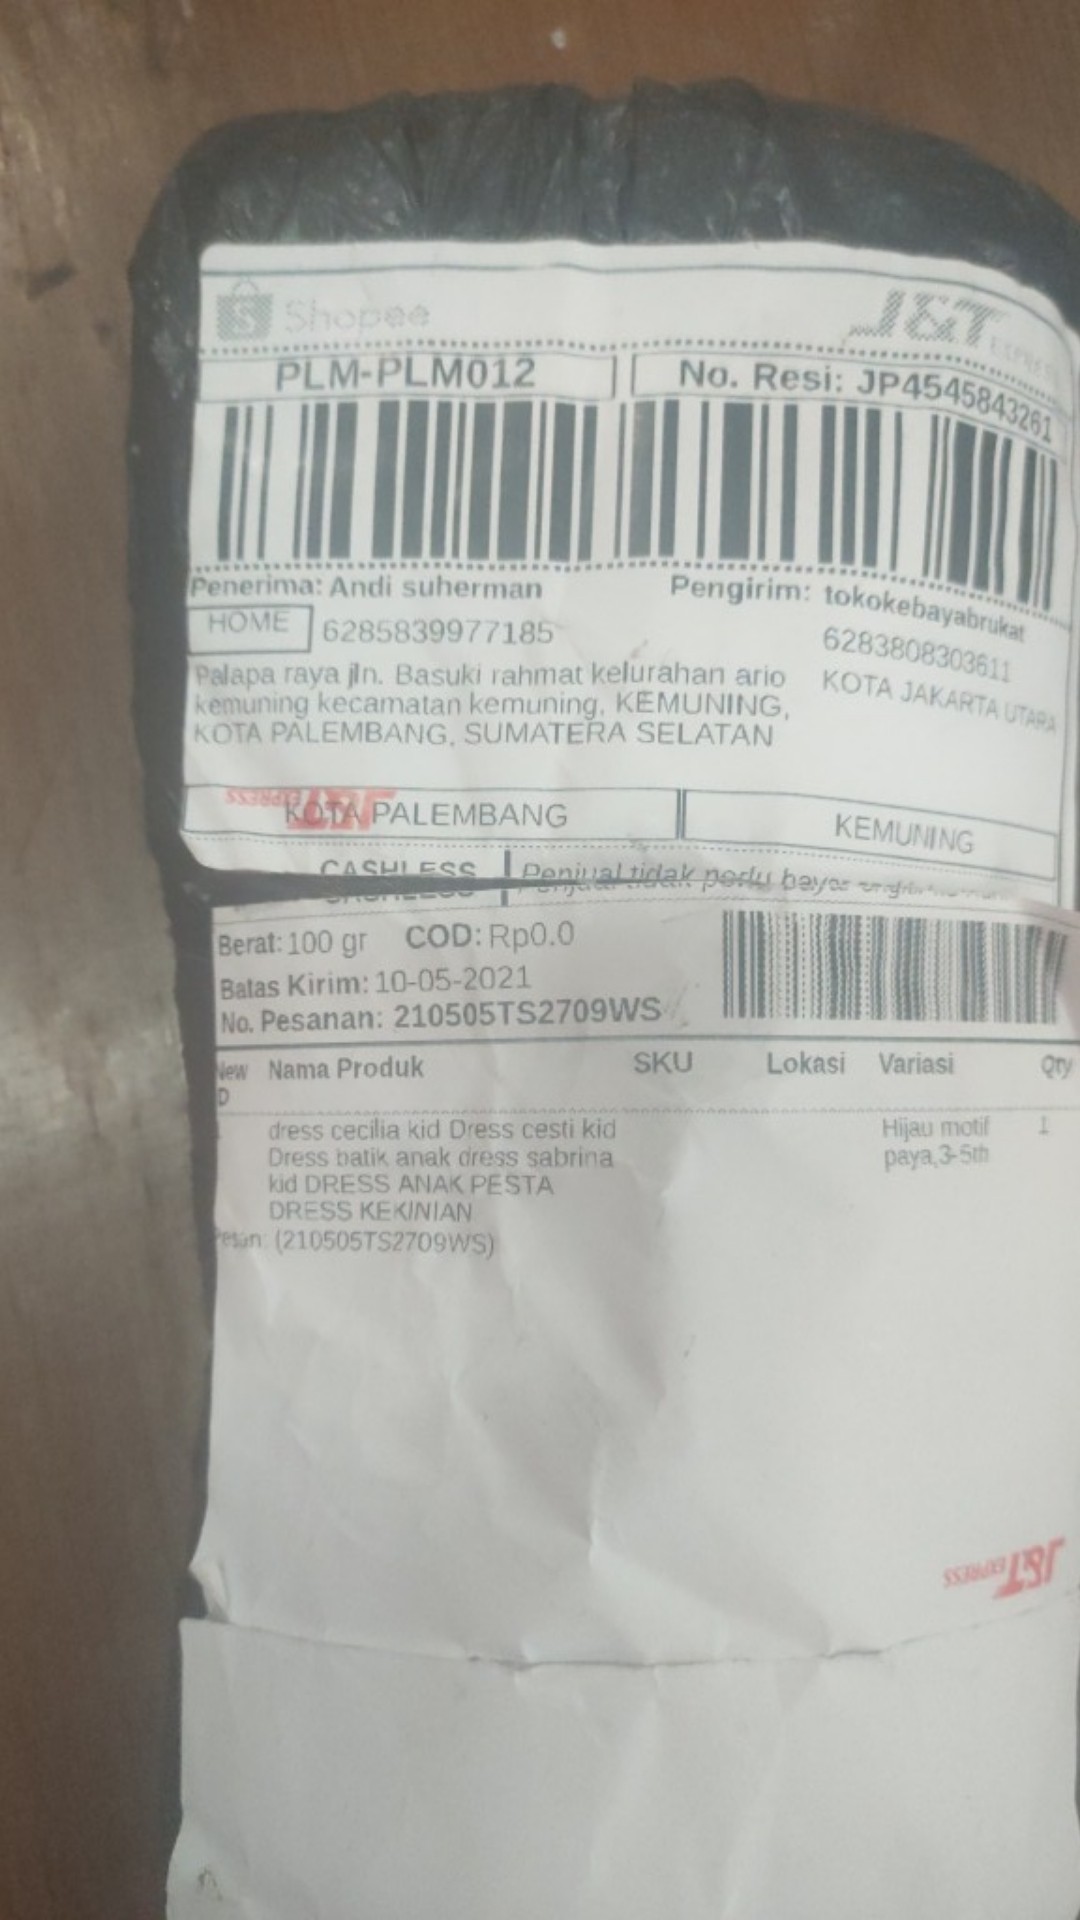 Shopee
J&T EXPRESS
PLM-PLM012
No. Resi: JP4545843261
Penerima: Andi suherman
HOME
6285839977185
Palapa raya jln. Basuki rahmat kelurahan ario
kemuning kecamatan kemuning, KEMUNING,
KOTA PALEMBANG, SUMATERA SELATAN
Pengirim: tokokebayabrukat
6283808303611
KOTA JAKARTA UTARA
J&T EXPRESS
KOTA PALEMBANG
KEMUNING
CASHLESS
Penjual tidak perlu bayar
Berat: 100 gr COD: Rp0.0
Batas Kirim: 10-05-2021
No. Pesanan: 210505TS2709WS
Nama Produk SKU Lokasi Variasi Qty
dress cecilia kid Dress cesti kid
Dress batik anak dress sabrina
kid DRESS ANAK PESTA
DRESS KEKINIAN
Hijau motif
paya,3-5th
1
Pesan: (210505TS2709WS)
J&T EXPRESS